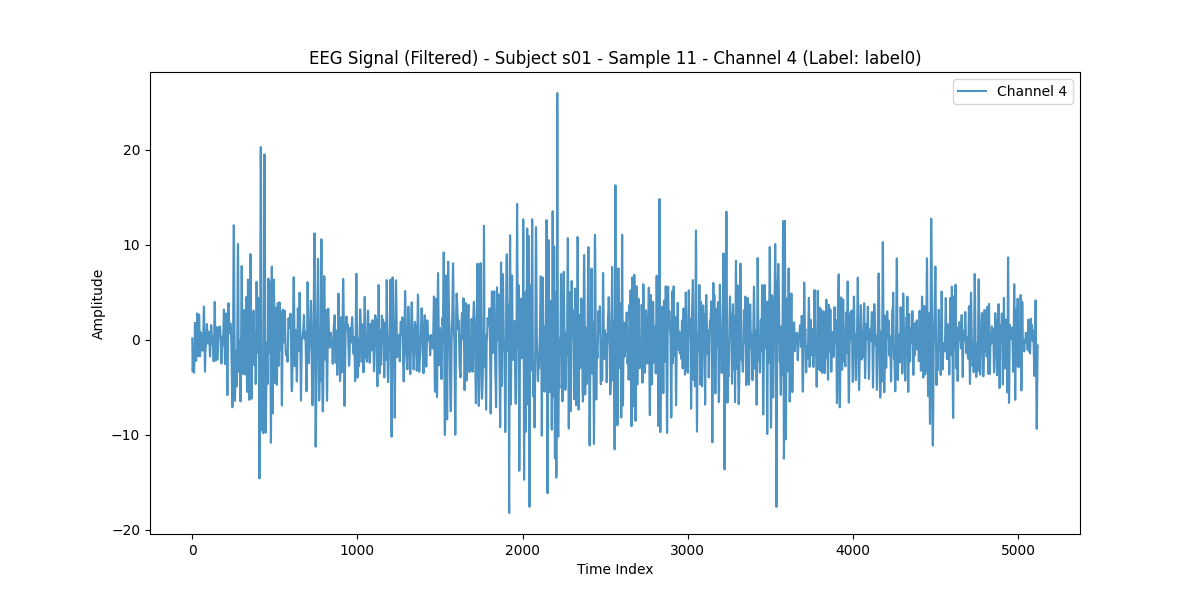 EEG Signal (Filtered) - Subject s01 - Sample 11 - Channel 4 (Label: label0)
Channel 4
20
10
0
−10
−20
Amplitude
0 1000 2000 3000 4000 5000
Time Index